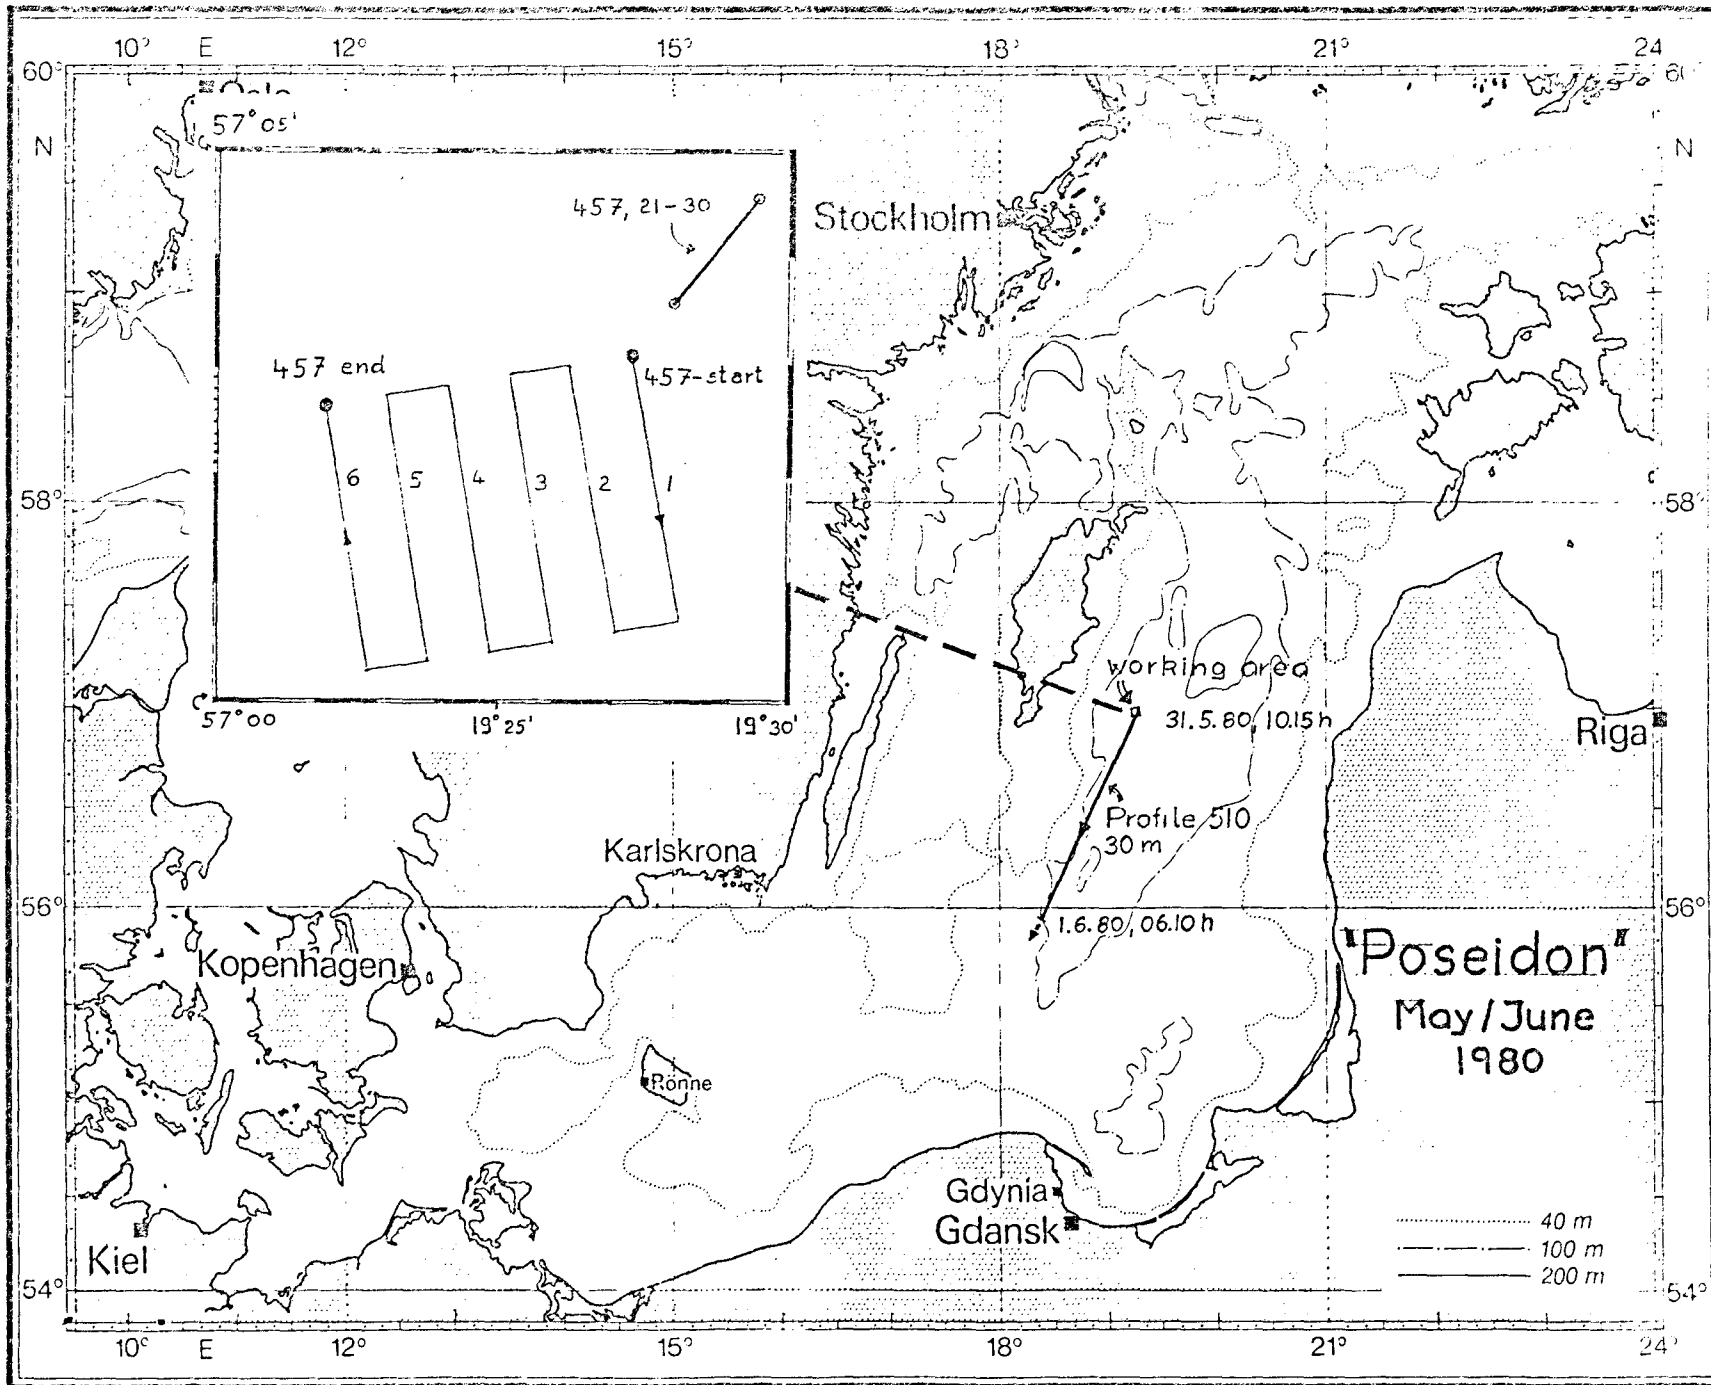 10° E 12° 15° 18° 21° 24
60° 60
Oslo
57°05'
N N
457, 21-30
Stockholm
457 end
457-start
6 5 4 3 2 1
58° 58°
working area
57°00 19°25' 19°30'
31.5.80, 10.15h
Riga
Profile 510
30 m
Karlskrona
56° 56°
1.6.80, 06.10h
Kopenhagen
"Poseidon"
May/June
1980
Rönne
Gdynia
Gdansk
Kiel
40 m
100 m
200 m
54° 54°
10° E 12° 15° 18° 21° 24°